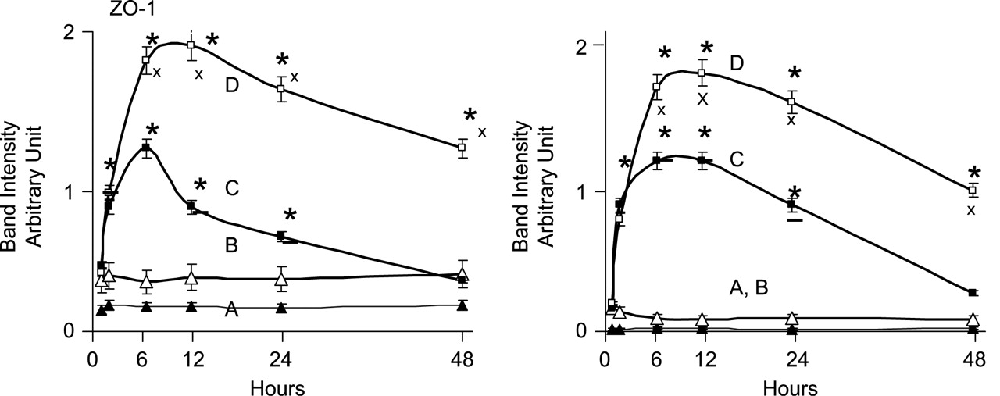 ZO-1
2
1
0
Band Intensity
Arbitrary Unit
* * * *
x x x x
* * * *
D
C
B
A
0 6 12 24 48
Hours
2
1
0
Band Intensity
Arbitrary Unit
* * * *
x X x x
* * * *
D
C
A, B
0 6 12 24 48
Hours